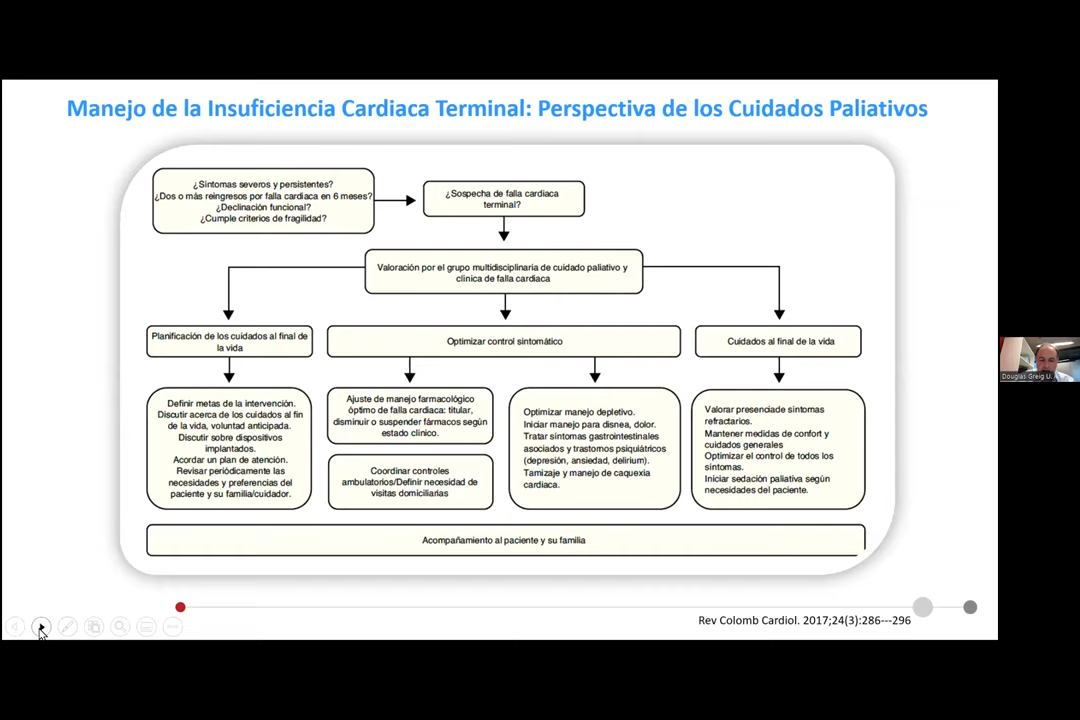 Manejo de la Insuficiencia Cardiaca Terminal: Perspectiva de los Cuidados Paliativos
¿Síntomas severos y persistentes?
¿Dos o más reingresos por falla cardiaca en 6 meses?
¿Declinación funcional?
¿Cumple criterios de fragilidad?
¿Sospecha de falla cardiaca
terminal?
Valoración por el grupo multidisciplinaria de cuidado paliativo y
clínica de falla cardiaca
Planificación de los cuidados al final de
la vida
Optimizar control sintomático
Cuidados al final de la vida
Definir metas de la intervención.
Discutir acerca de los cuidados al fin
de la vida, voluntad anticipada.
Discutir sobre dispositivos
implantados.
Acordar un plan de atención.
Revisar periódicamente las
necesidades y preferencias del
paciente y su familia/cuidador.
Ajuste de manejo farmacológico
óptimo de falla cardiaca: titular,
disminuir o suspender fármacos según
estado clínico.
Coordinar controles
ambulatorios/Definir necesidad de
visitas domiciliarias
Optimizar manejo depletivo.
Iniciar manejo para disnea, dolor.
Tratar síntomas gastrointestinales
asociados y trastornos psiquiátricos
(depresión, ansiedad, delirium).
Tamizaje y manejo de caquexia
cardiaca.
Valorar presenciade síntomas
refractarios.
Mantener medidas de confort y
cuidados generales
Optimizar el control de todos los
síntomas.
Iniciar sedación paliativa según
necesidades del paciente.
Acompañamiento al paciente y su familia
Rev Colomb Cardiol. 2017;24(3):286---296
Douglas Greig U.